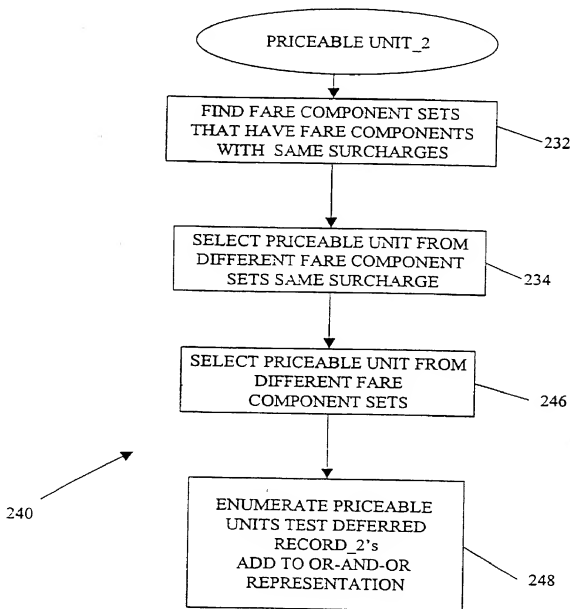 PRICEABLE UNIT_2
FIND FARE COMPONENT SETS
THAT HAVE FARE COMPONENTS
WITH SAME SURCHARGES
232
SELECT PRICEABLE UNIT FROM
DIFFERENT FARE COMPONENT
SETS SAME SURCHARGE
234
SELECT PRICEABLE UNIT FROM
DIFFERENT FARE
COMPONENT SETS
246
240
ENUMERATE PRICEABLE
UNITS TEST DEFERRED
RECORD_2's
ADD TO OR-AND-OR
REPRESENTATION
248